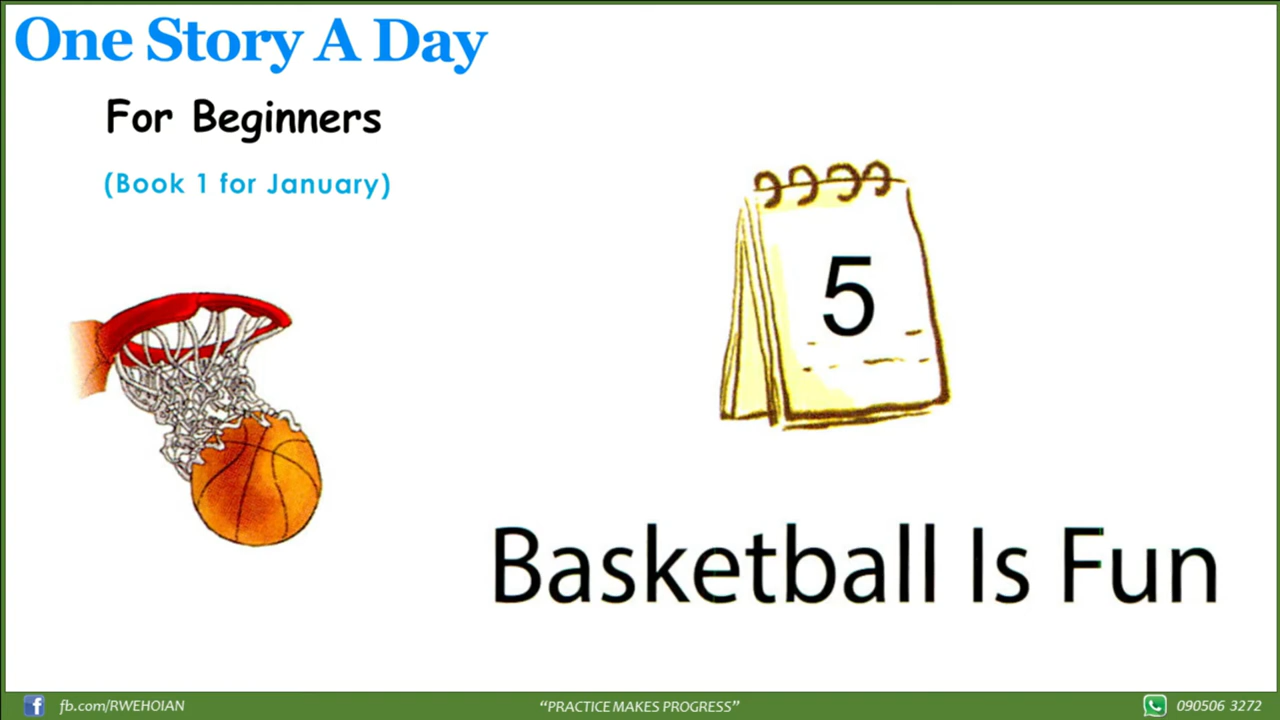 One Story A Day
For Beginners
(Book 1 for January)
5
Basketball Is Fun
fb.com/RWEHOIAN
“PRACTICE MAKES PROGRESS”
090506 3272